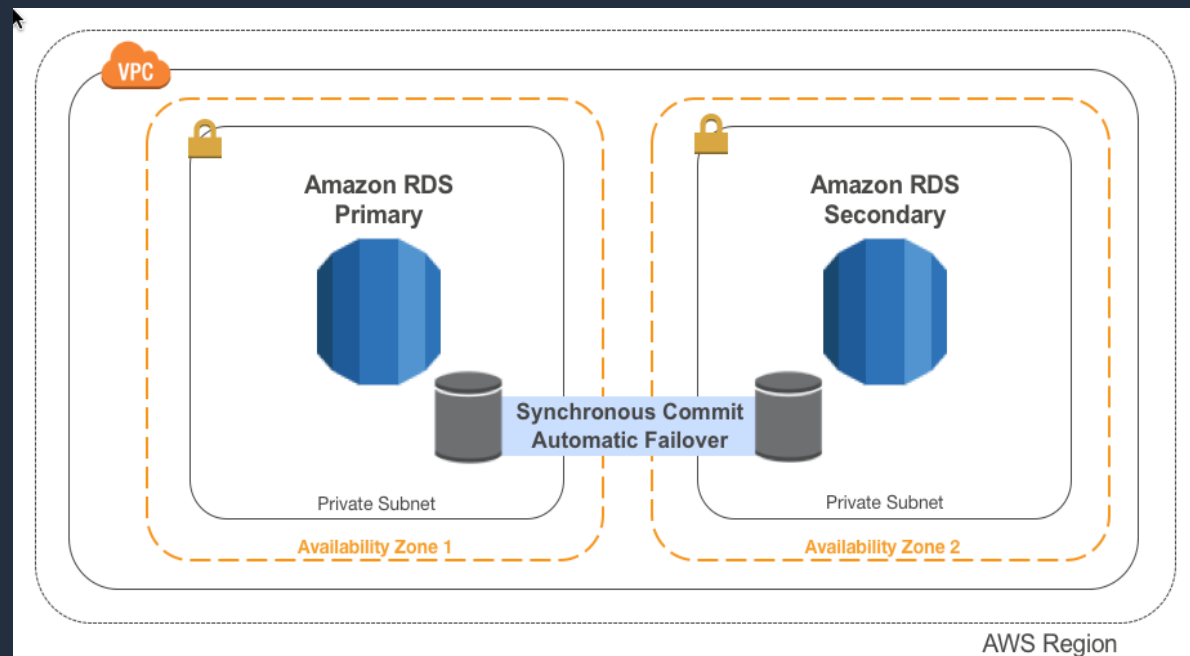 VPC
Amazon RDS
Primary
Amazon RDS
Secondary
Synchronous Commit
Automatic Failover
Private Subnet
Private Subnet
Availability Zone 1
Availability Zone 2
AWS Region